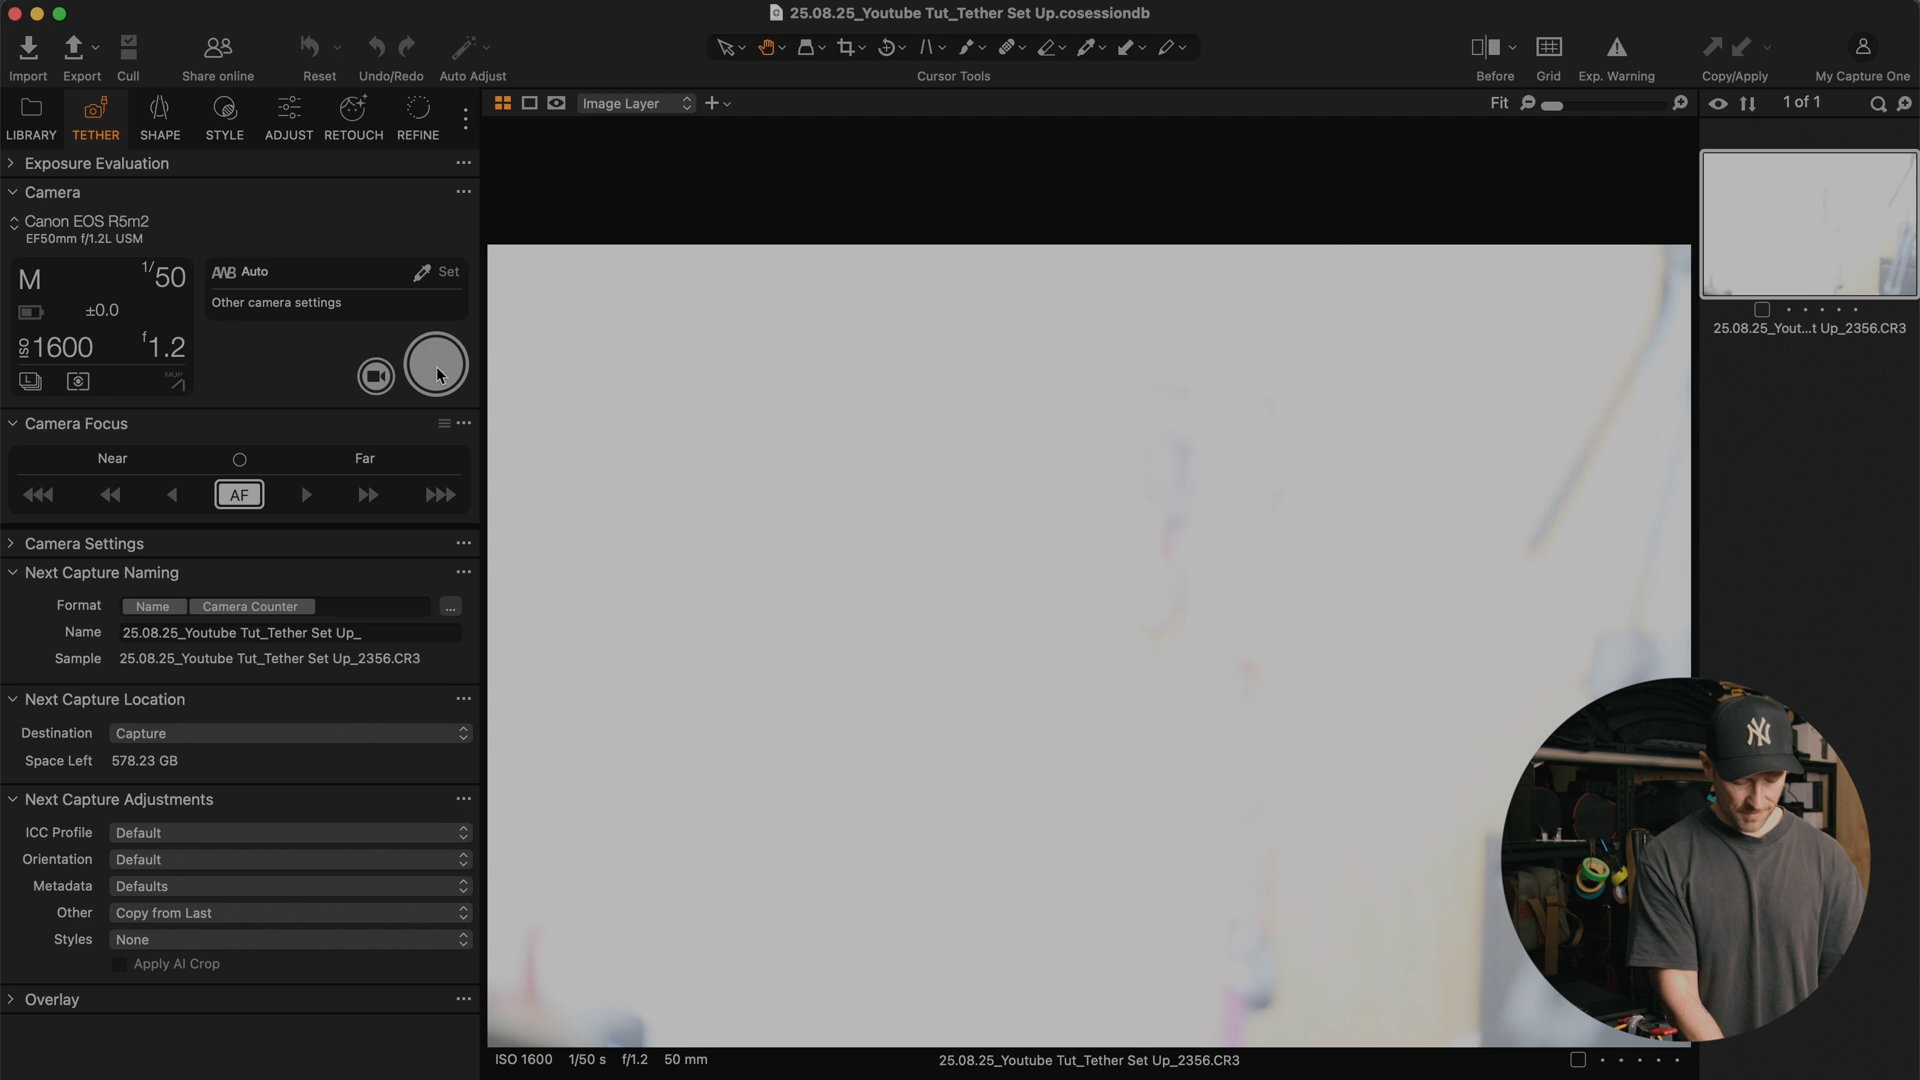 25.08.25_Youtube Tut_Tether Set Up.cosessiondb
Import Export Cull Share online Reset Undo/Redo Auto Adjust Cursor Tools Before Grid Exp. Warning Copy/Apply My Capture One
LIBRARY TETHER SHAPE STYLE ADJUST RETOUCH REFINE
Image Layer Fit 1 of 1
Exposure Evaluation
Camera
Canon EOS R5m2
EF50mm f/1.2L USM
M 1/50
AWB Auto Set
±0.0
Other camera settings
ISO 1600 f1.2
L MUP
25.08.25_Yout...t Up_2356.CR3
Camera Focus
Near Far
AF
Camera Settings
Next Capture Naming
Format Name Camera Counter ...
Name 25.08.25_Youtube Tut_Tether Set Up_
Sample 25.08.25_Youtube Tut_Tether Set Up_2356.CR3
Next Capture Location
Destination Capture
Space Left 578.23 GB
Next Capture Adjustments
ICC Profile Default
Orientation Default
Metadata Defaults
Other Copy from Last
Styles None
Apply AI Crop
Overlay
NY
ISO 1600 1/50 s f/1.2 50 mm 25.08.25_Youtube Tut_Tether Set Up_2356.CR3